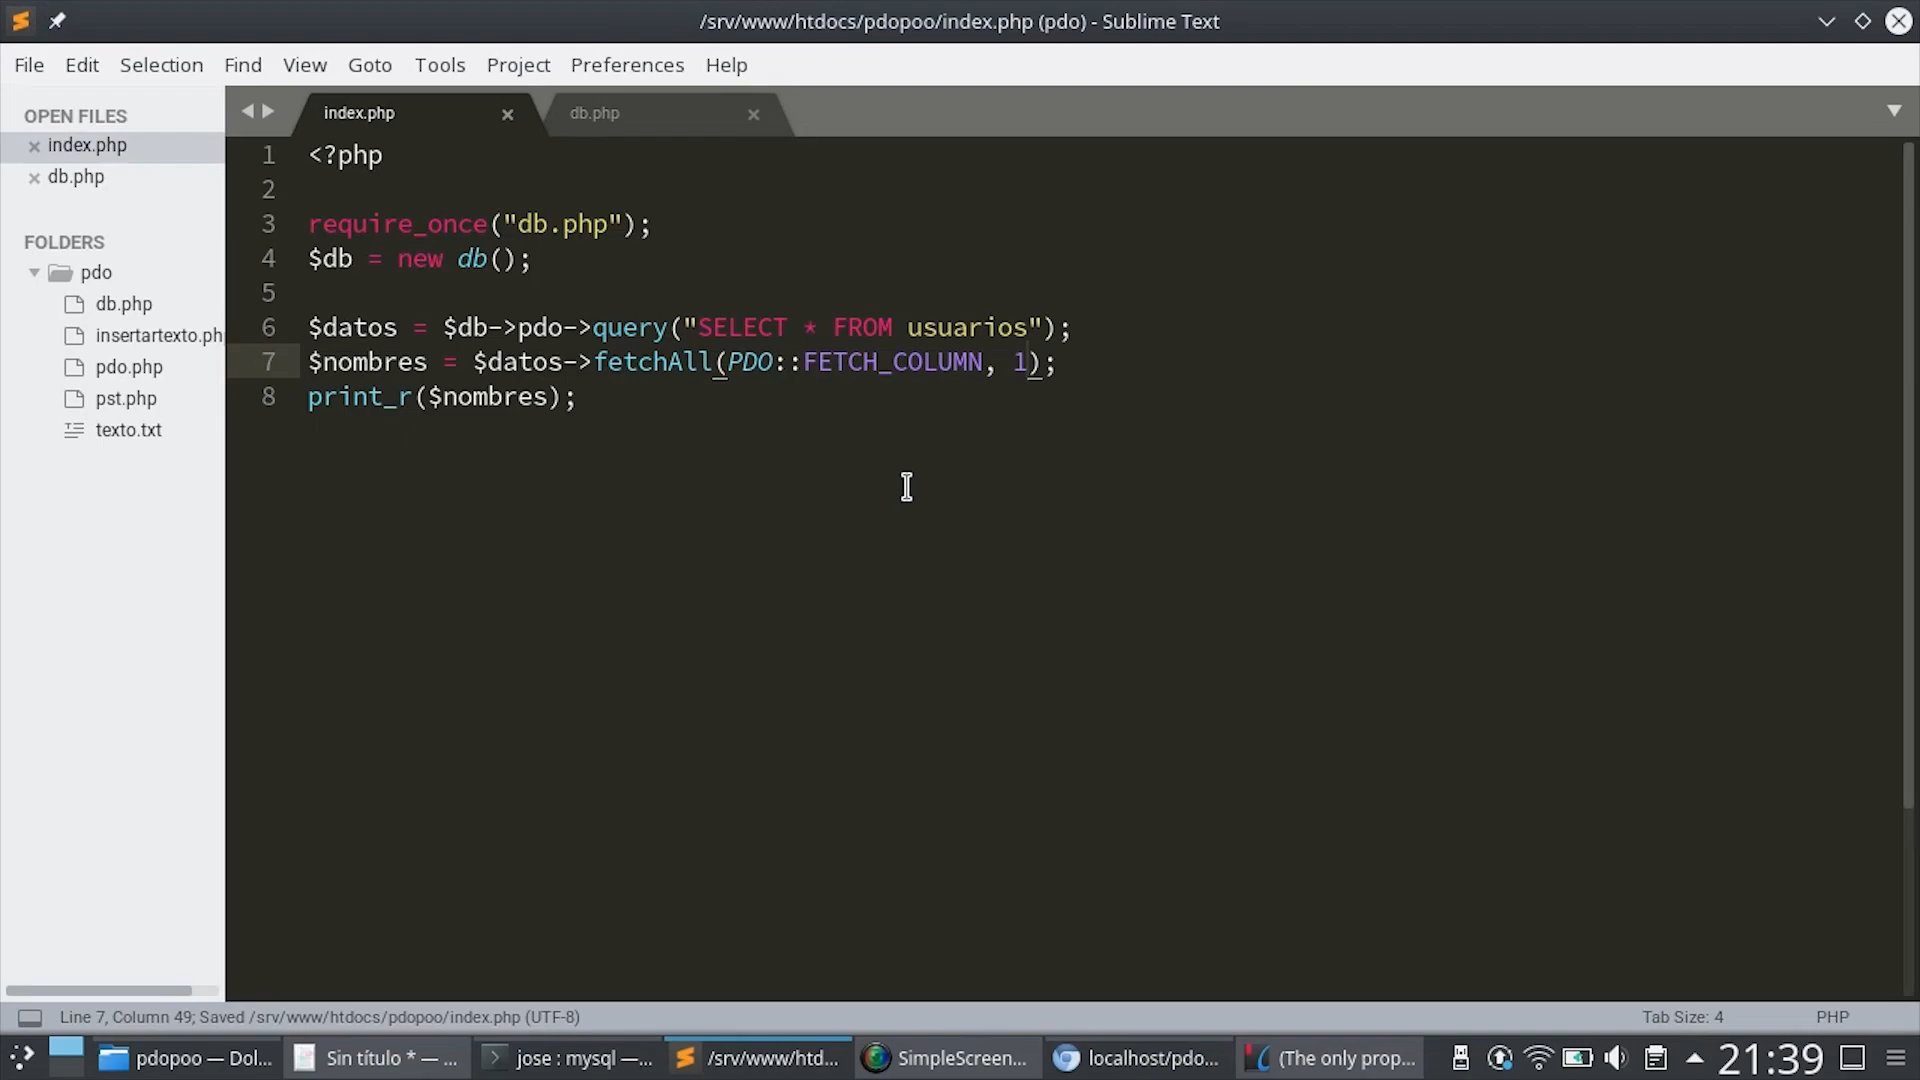 /srv/www/htdocs/pdopoo/index.php (pdo) - Sublime Text
File Edit Selection Find View Goto Tools Project Preferences Help
OPEN FILES
index.php
db.php
FOLDERS
pdo
db.php
insertartexto.ph
pdo.php
pst.php
texto.txt
index.php
db.php
1 <?php
2
3 require_once("db.php");
4 $db = new db();
5
6 $datos = $db->pdo->query("SELECT * FROM usuarios");
7 $nombres = $datos->fetchAll(PDO::FETCH_COLUMN, 1);
8 print_r($nombres);
Line 7, Column 49; Saved /srv/www/htdocs/pdopoo/index.php (UTF-8)
Tab Size: 4
PHP
pdopoo — Dol...
Sin título * — ...
jose : mysql —...
/srv/www/htd...
SimpleScreen...
localhost/pdo...
(The only prop...
21:39